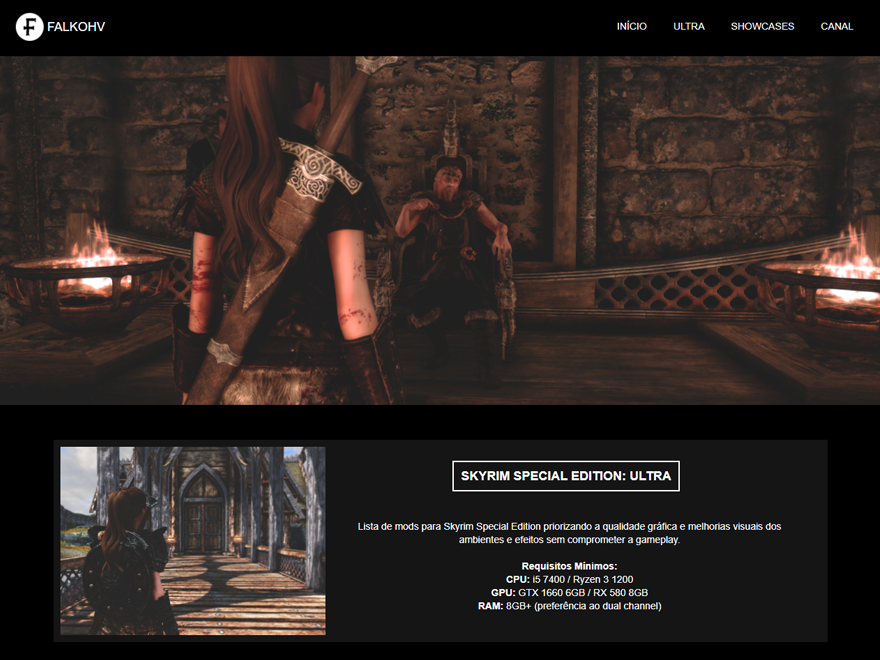 FALKOHV
INÍCIO
ULTRA
SHOWCASES
CANAL
SKYRIM SPECIAL EDITION: ULTRA
Lista de mods para Skyrim Special Edition priorizando a qualidade gráfica e melhorias visuais dos
ambientes e efeitos sem comprometer a gameplay.
Requisitos Mínimos:
CPU: i5 7400 / Ryzen 3 1200
GPU: GTX 1660 6GB / RX 580 8GB
RAM: 8GB+ (preferência ao dual channel)